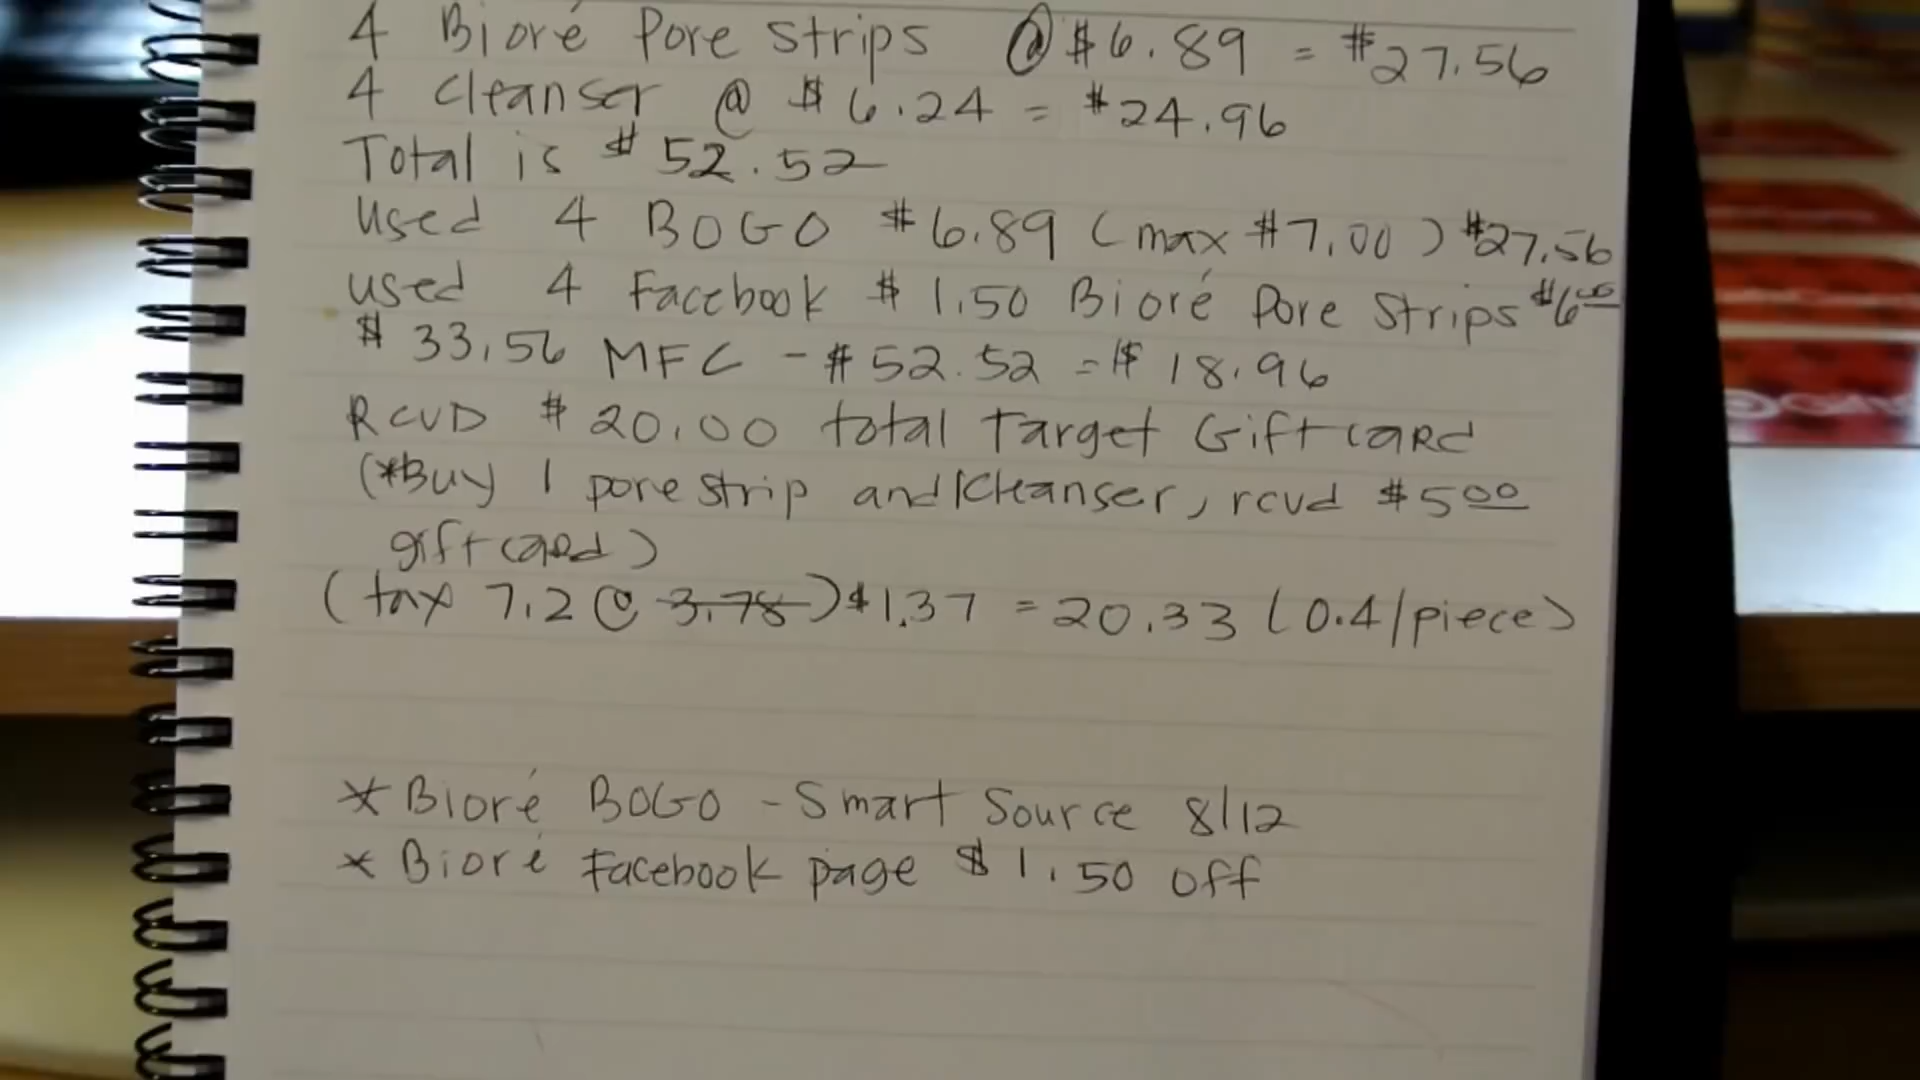 4 Bioré Pore Strips @ $6.89 = $27.56
4 cleanser @ $6.24 = $24.96
Total is $52.52
used 4 BOGO $6.89 (max $7.00) $27.56
used 4 Facebook $1.50 Bioré Pore Strips $6.00
$33.56 MFC - $52.52 = $18.96
RCVD $20.00 total Target Giftcard
(*Buy 1 pore strip and 1 cleanser, rcvd $5.00
giftcard)
(tax 7.2 @ 3.78) $1.37 = 20.33 (0.4/piece)
* Bioré BOGO - Smart Source 8/12
* Bioré Facebook page $1.50 off